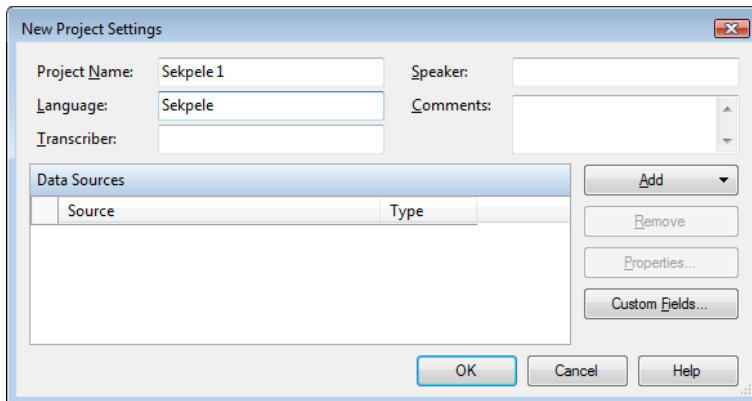 New Project Settings
Project Name: Sekpele 1 Speaker:
Language: Sekpele Comments:
Transcriber:
Data Sources
Source Type
Add
Remove
Properties...
Custom Fields...
OK Cancel Help